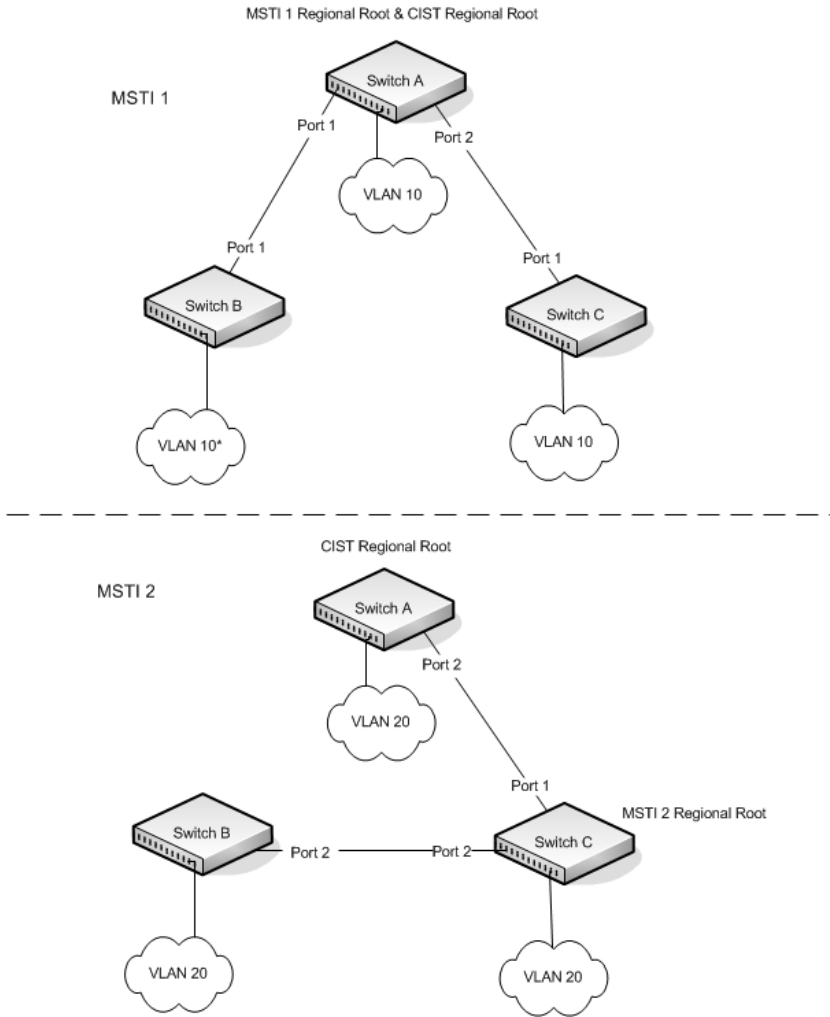 MSTI 1 Regional Root & CIST Regional Root
Switch A
MSTI 1
Port 1
Port 2
VLAN 10
Port 1
Port 1
Switch B
Switch C
VLAN 10*
VLAN 10
CIST Regional Root
MSTI 2
Switch A
Port 2
VLAN 20
Port 1
MSTI 2 Regional Root
Switch B
Switch C
Port 2
Port 2
VLAN 20
VLAN 20